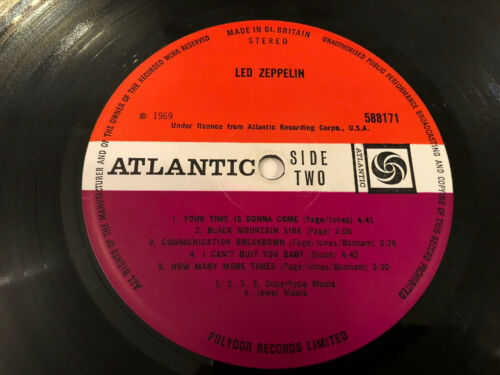 MADE IN Gt. BRITAIN
STEREO
LED ZEPPELIN
℗ 1969
588171
Under licence from Atlantic Recording Corpn., U.S.A.
ATLANTIC
SIDE
TWO
ATLANTIC
1. YOUR TIME IS GONNA COME (Page/Jones) 4:41
2. BLACK MOUNTAIN SIDE (Page) 2:06
3. COMMUNICATION BREAKDOWN (Page/Jones/Bonham) 2:26
4. I CAN'T QUIT YOU BABY (Dixon) 4:42
5. HOW MANY MORE TIMES (Page/Jones/Bonham) 3:30
1, 2, 3, 5; Superhype Music
4. Jewel Music
POLYDOR RECORDS LIMITED
ALL RIGHTS OF THE MANUFACTURER AND OF THE OWNER OF THE RECORDED WORK RESERVED
UNAUTHORISED PUBLIC PERFORMANCE BROADCASTING AND COPYING OF THIS RECORD PROHIBITED